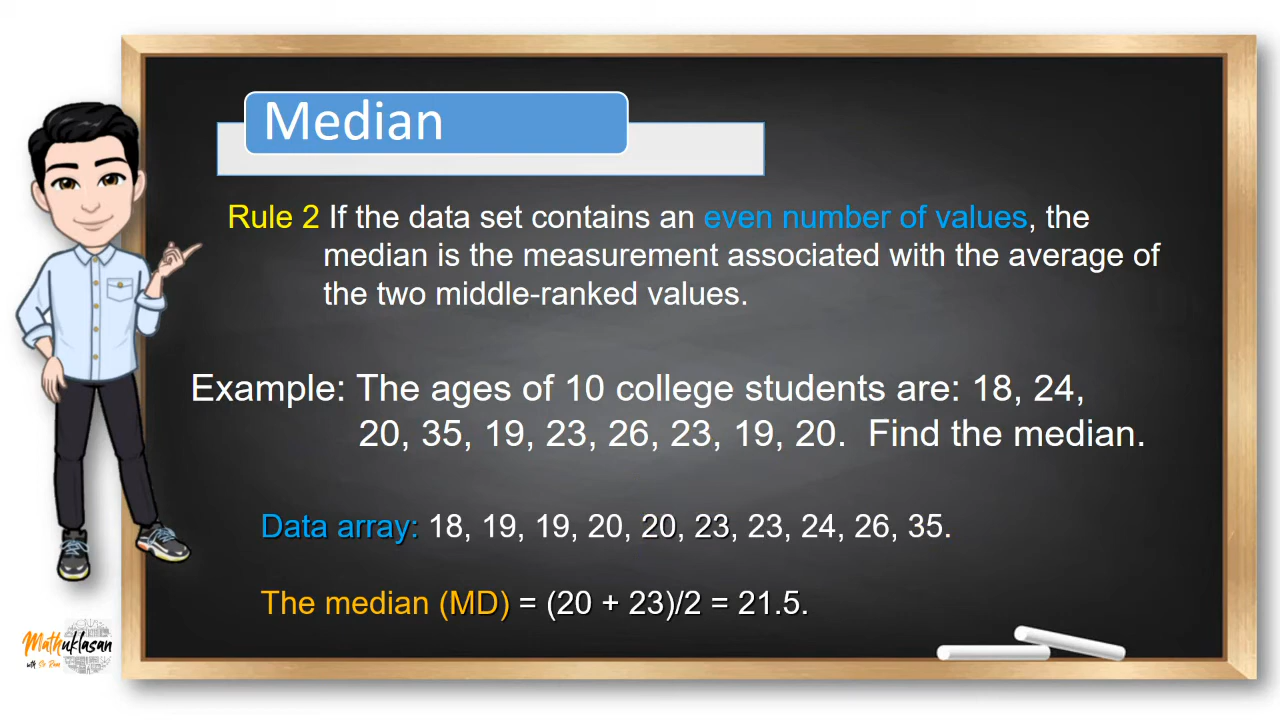 Median
Rule 2 If the data set contains an even number of values, the
median is the measurement associated with the average of
the two middle-ranked values.
Example: The ages of 10 college students are: 18, 24,
20, 35, 19, 23, 26, 23, 19, 20. Find the median.
Data array: 18, 19, 19, 20, 20, 23, 23, 24, 26, 35.
The median (MD) = (20 + 23)/2 = 21.5.
Mathuklasan
with Sir Ram